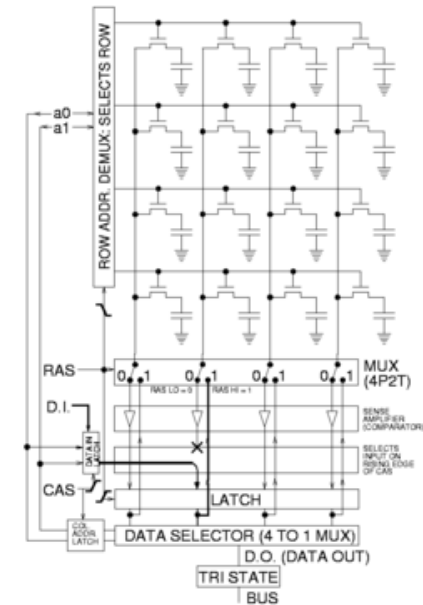 ROW ADDR. DEMUX: SELECTS ROW
a0
a1
RAS
0 1
0 1
0 1
0 1
MUX
(4P2T)
RAS LO = 0
RAS HI = 1
D.I.
SENSE
AMPLIFIER
(COMPARATOR)
DATA IN
LATCH
SELECTS
INPUT ON
RISING EDGE
OF CAS
CAS
LATCH
COL.
ADDR.
LATCH
DATA SELECTOR (4 TO 1 MUX)
D.O. (DATA OUT)
TRI STATE
BUS